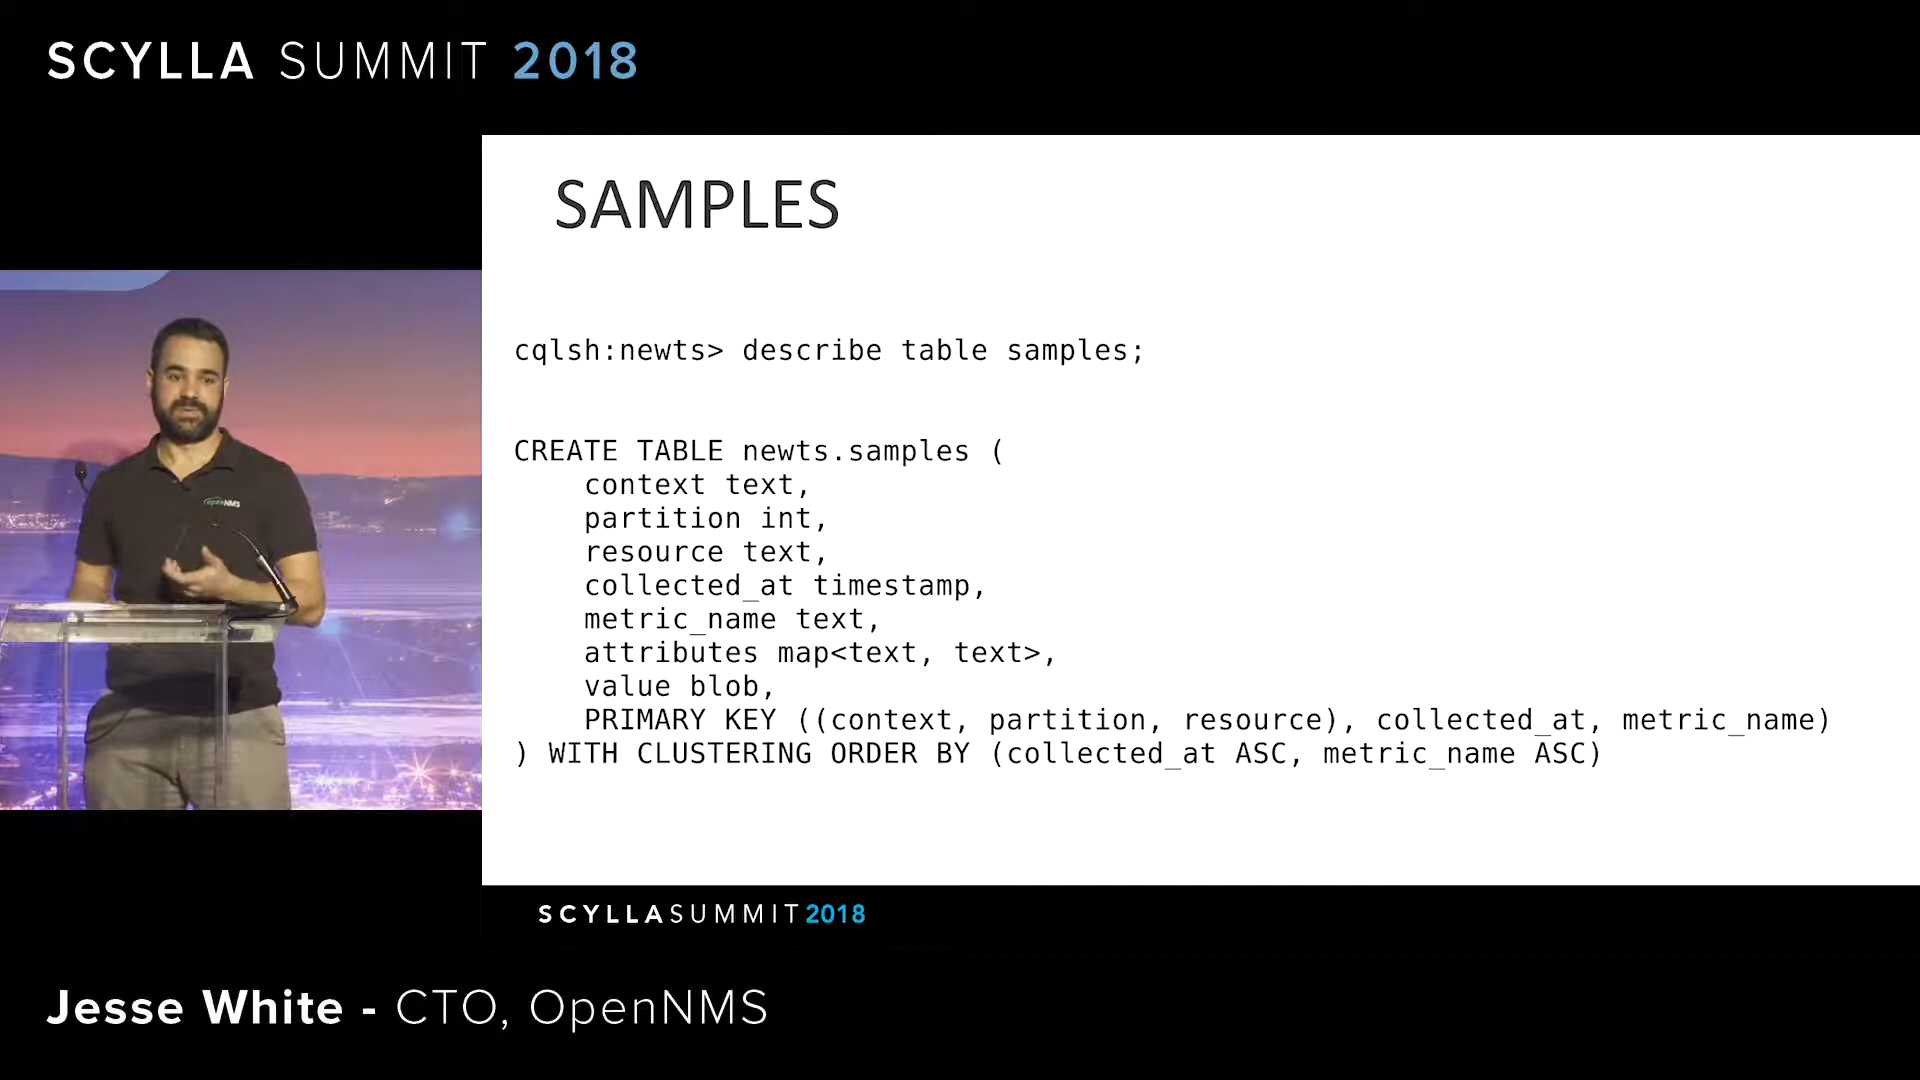 SCYLLA SUMMIT 2018
SAMPLES
cqlsh:newts> describe table samples;
CREATE TABLE newts.samples (
context text,
partition int,
resource text,
collected_at timestamp,
metric_name text,
attributes map<text, text>,
value blob,
PRIMARY KEY ((context, partition, resource), collected_at, metric_name)
) WITH CLUSTERING ORDER BY (collected_at ASC, metric_name ASC)
openNMS
SCYLLASUMMIT2018
Jesse White - CTO, OpenNMS